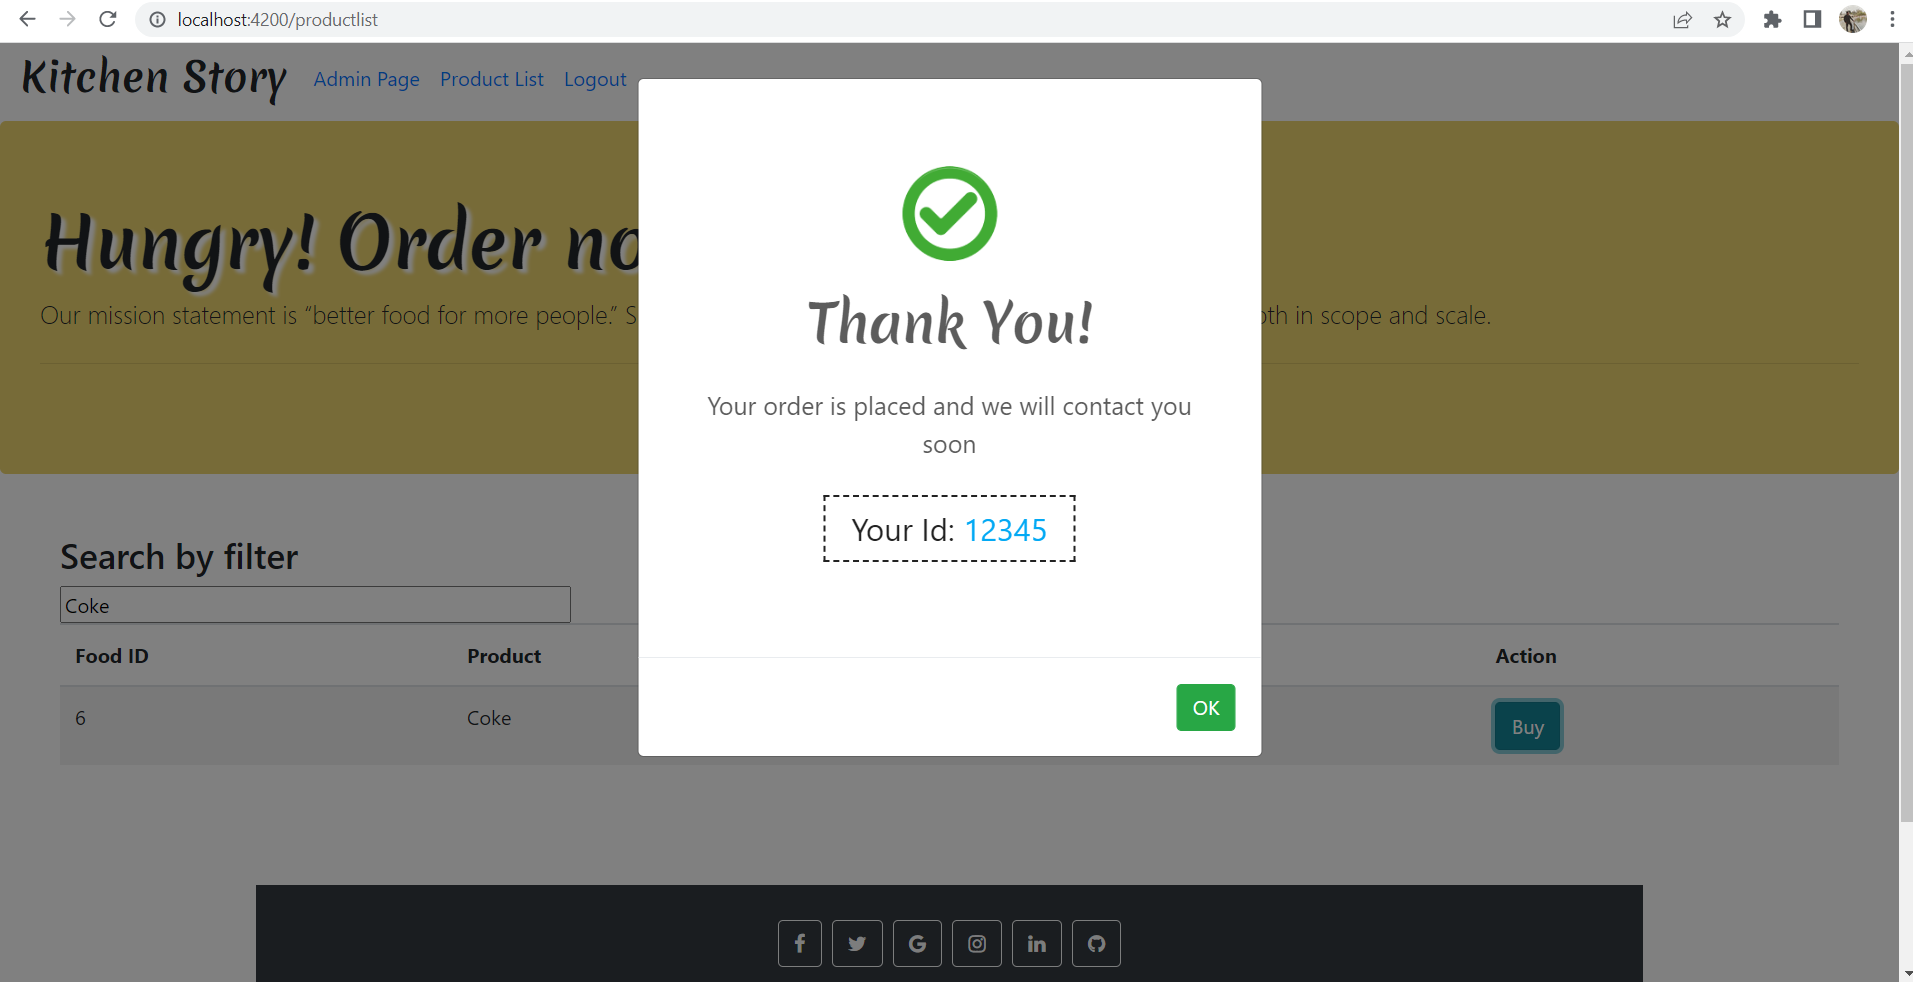 localhost:4200/productlist
Kitchen Story Admin Page Product List Logout
Hungry! Order
Our mission statement is “better food for more people.” in scope and scale.
Thank You!
Your order is placed and we will contact you
soon
Your Id: 12345
Search by filter
Coke
Food ID Product Action
6 Coke Buy
OK